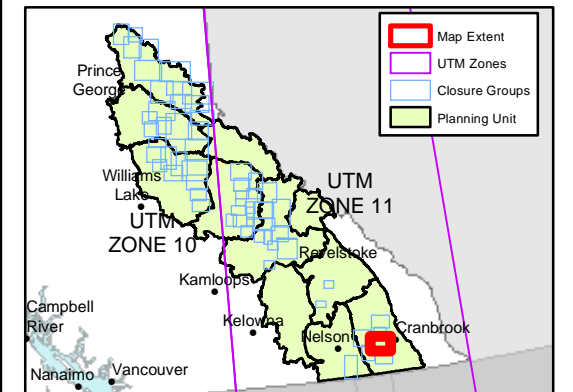 Map Extent
UTM Zones
Closure Groups
Planning Unit
Prince
George
Williams
Lake
UTM
ZONE 10
UTM
ZONE 11
Revelstoke
Kamloops
Kelowna
Nelson
Cranbrook
Campbell
River
Nanaimo
Vancouver